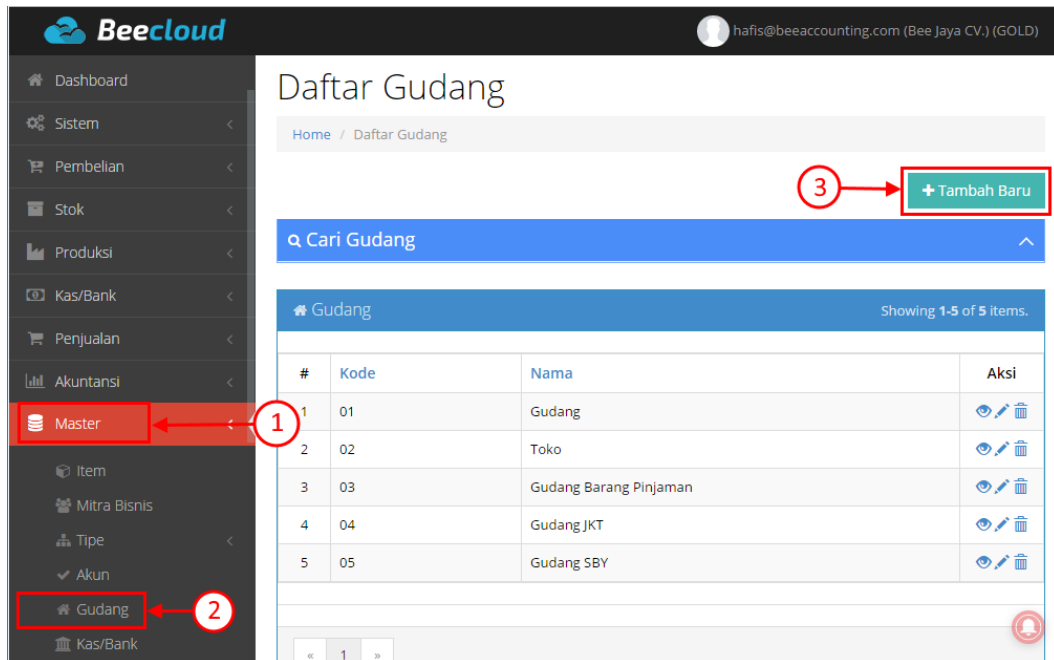 Beecloud
hafis@beeaccounting.com (Bee Jaya CV.) (GOLD)
Dashboard
Sistem
Pembelian
Stok
Produksi
Kas/Bank
Penjualan
Akuntansi
Master
Item
Mitra Bisnis
Tipe
Akun
Gudang
Kas/Bank
1
2
Daftar Gudang
Home / Daftar Gudang
3
+ Tambah Baru
Cari Gudang
Gudang
Showing 1-5 of 5 items.
# Kode Nama Aksi
1 01 Gudang
2 02 Toko
3 03 Gudang Barang Pinjaman
4 04 Gudang JKT
5 05 Gudang SBY
« 1 »